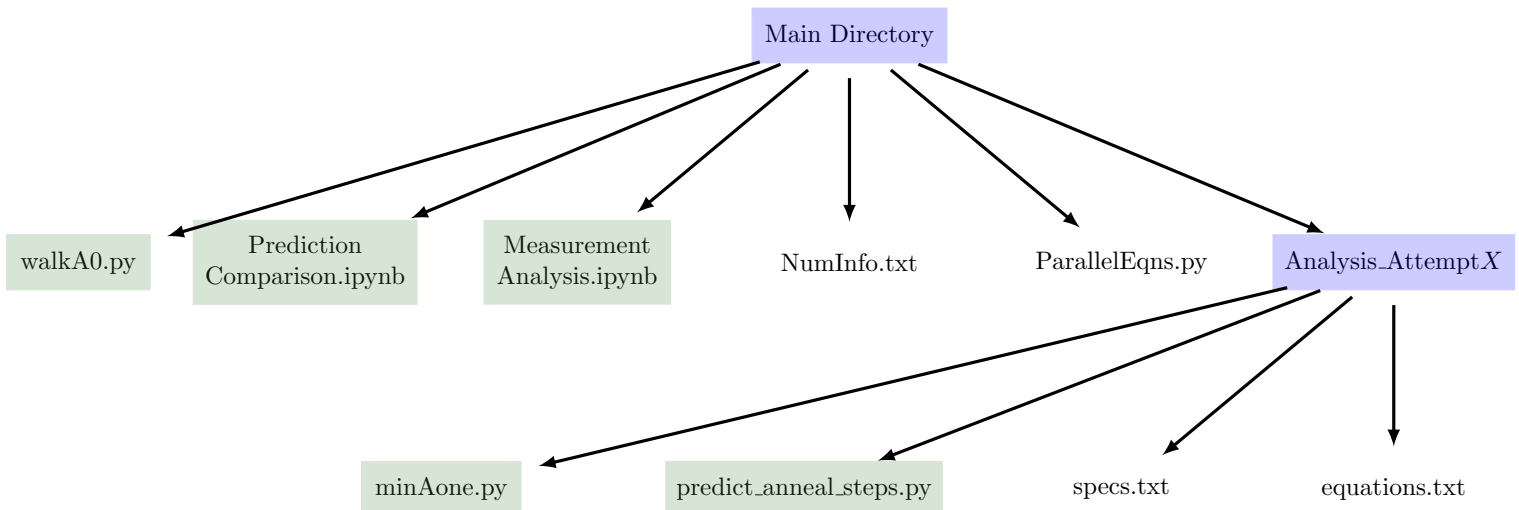 Main Directory
walkA0.py
Prediction
Comparison.ipynb
Measurement
Analysis.ipynb
NumInfo.txt
ParallelEqns.py
Analysis_AttemptX
minAone.py
predict_anneal_steps.py
specs.txt
equations.txt